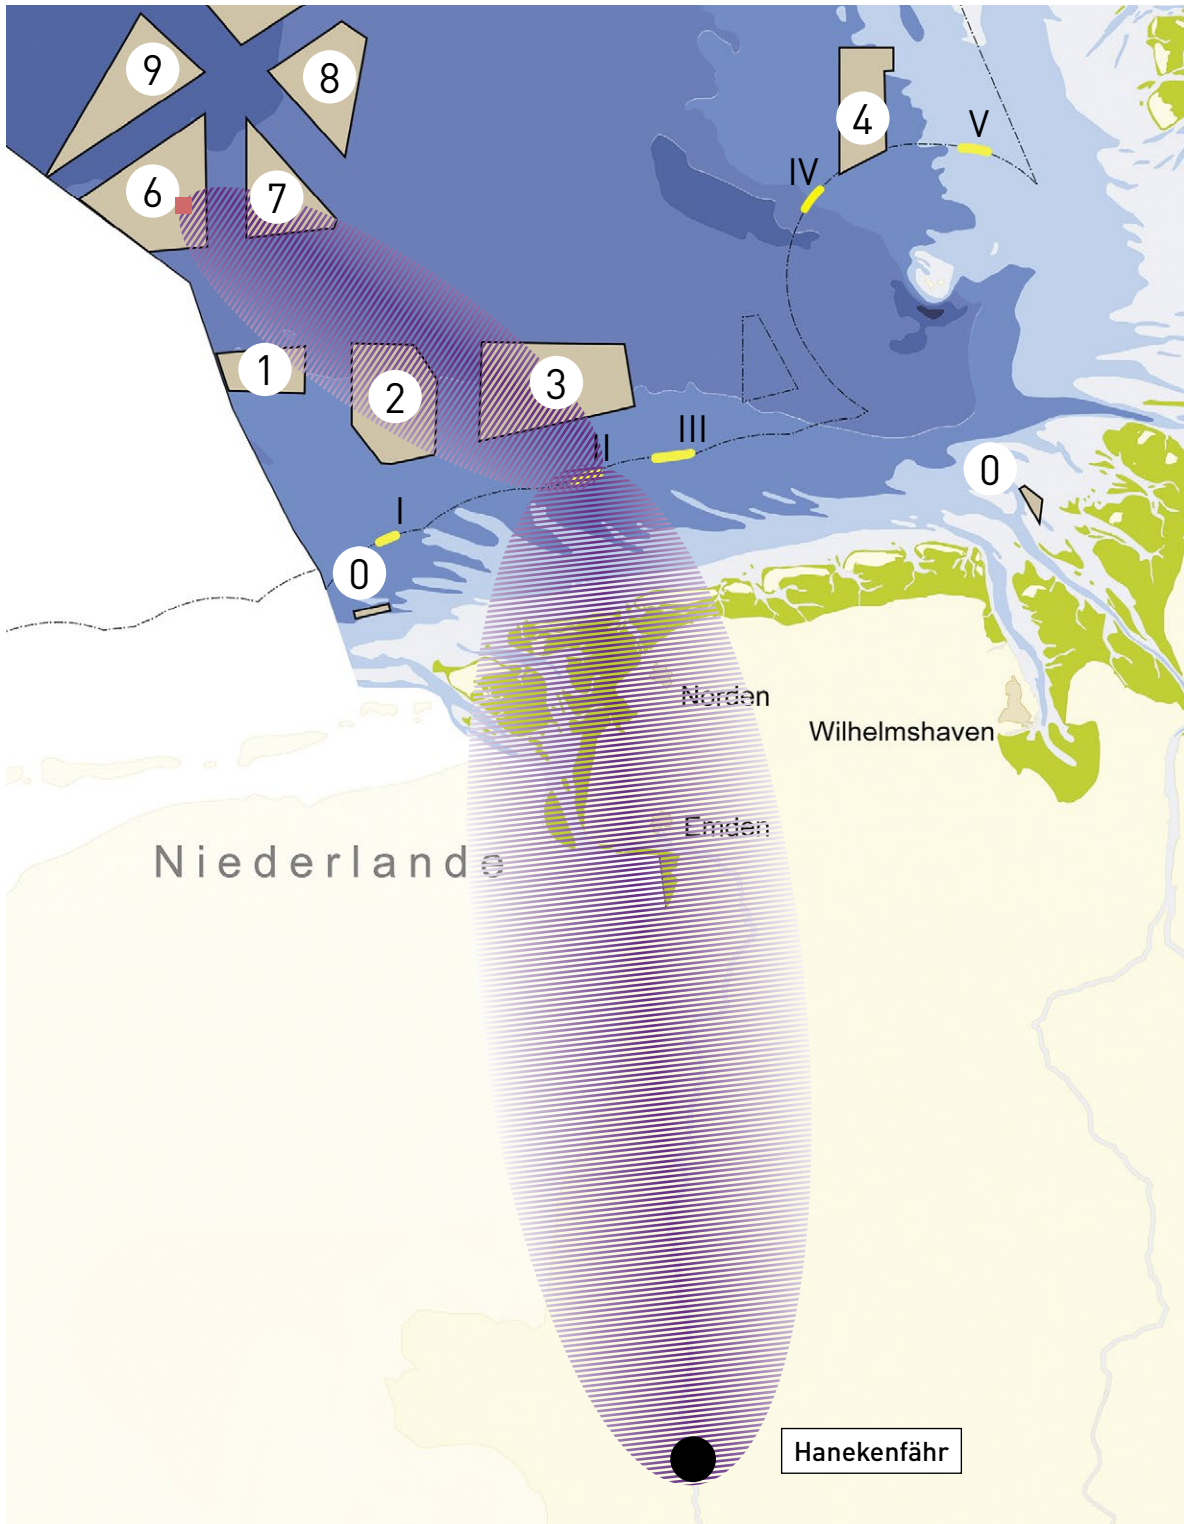 9
8
4
V
6
7
IV
1
2
3
II
III
0
I
0
Norden
Wilhelmshaven
Emden
Niederlande
Hanekenfähr